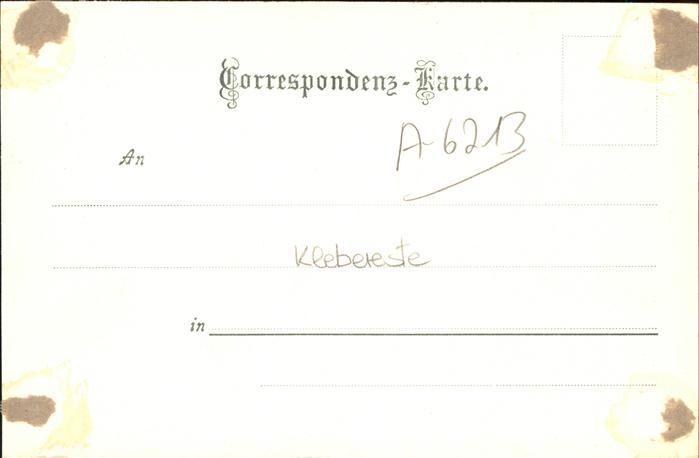 Correspondenz-Karte.
A-6213
An
Klebereste
in